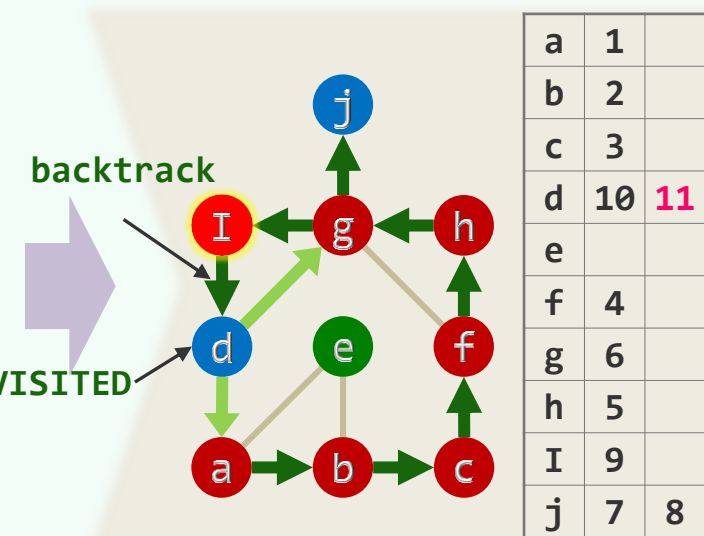 backtrack
VISITED
j
I g h
d e f
a b c
a 1
b 2
c 3
d 10 11
e
f 4
g 6
h 5
I 9
j 7 8